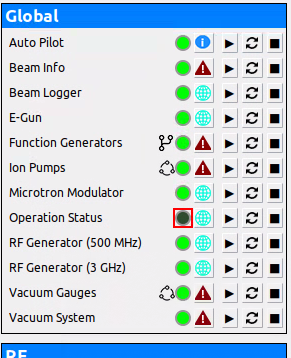 Global
Auto Pilot
Beam Info
Beam Logger
E-Gun
Function Generators
Ion Pumps
Microtron Modulator
Operation Status
RF Generator (500 MHz)
RF Generator (3 GHz)
Vacuum Gauges
Vacuum System
RF